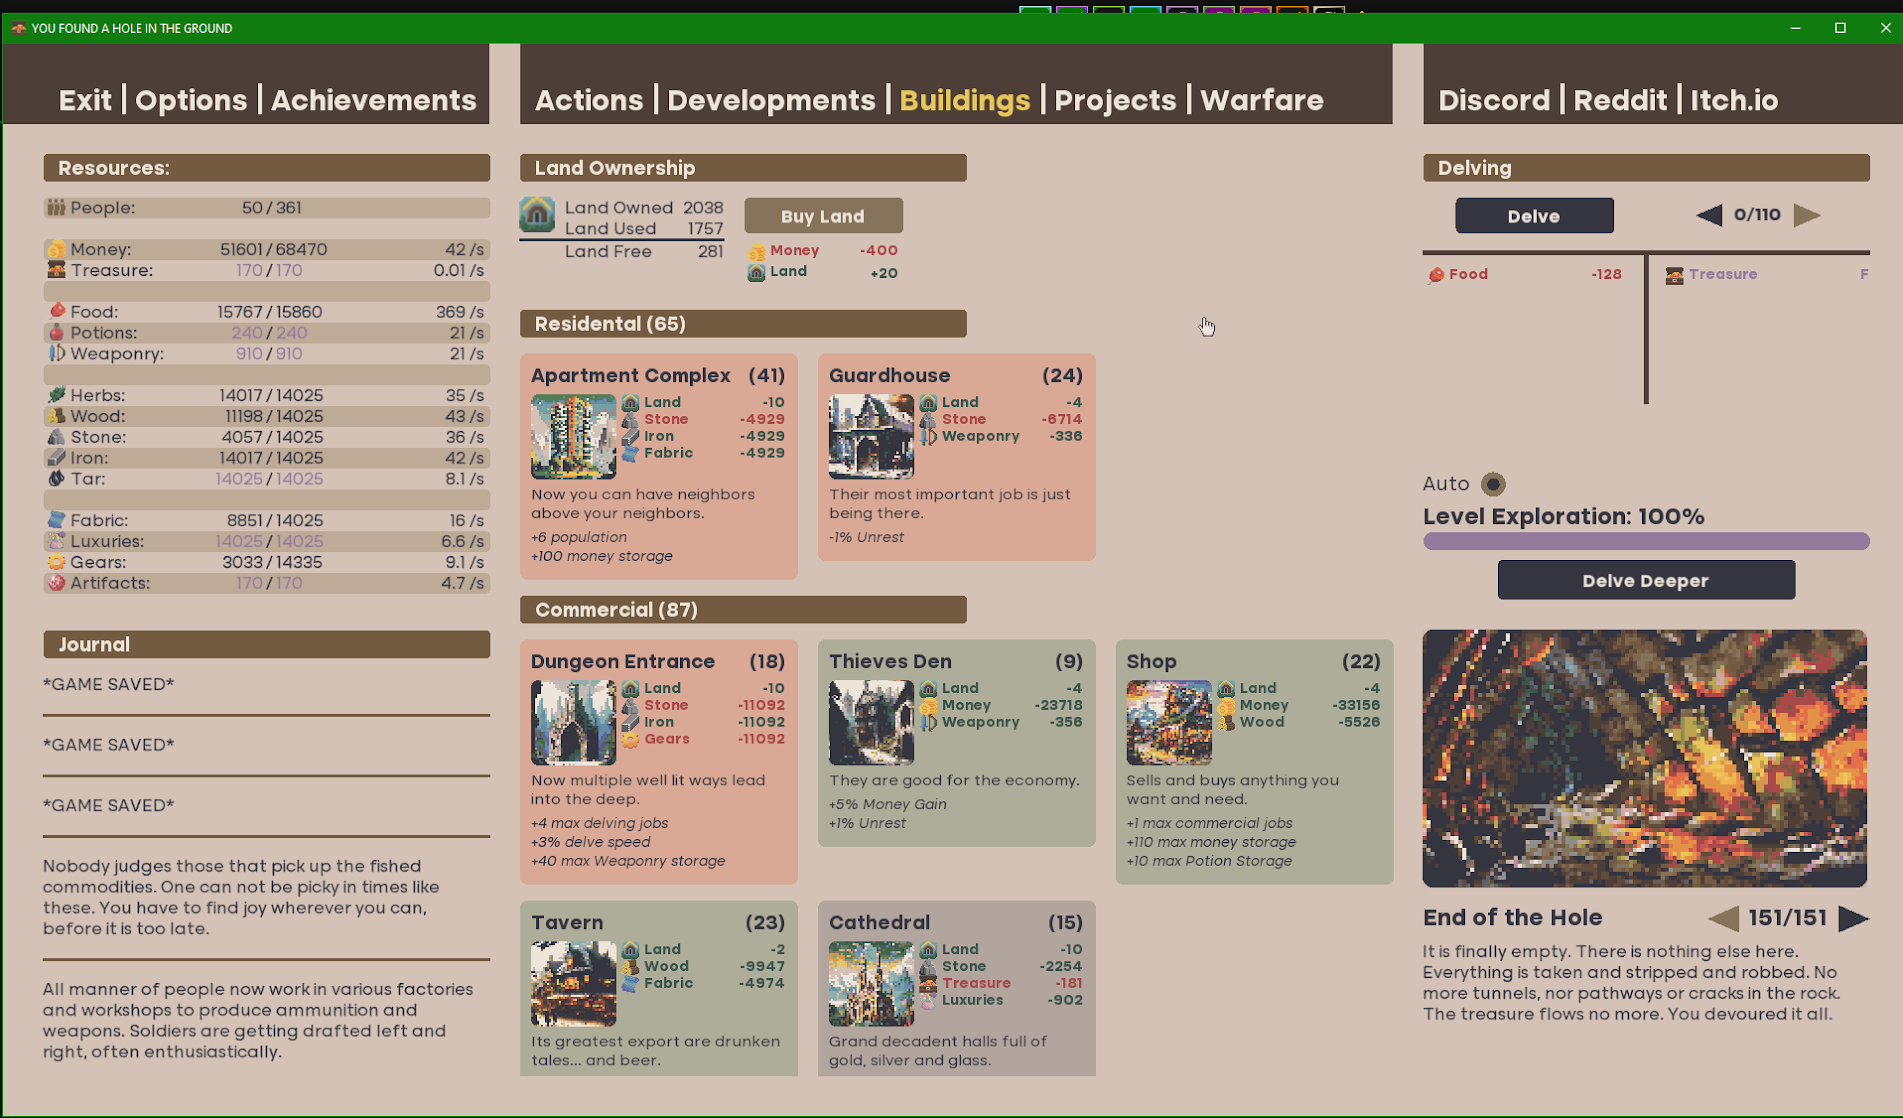 YOU FOUND A HOLE IN THE GROUND
Exit | Options | Achievements
Actions | Developments | Buildings | Projects | Warfare
Discord | Reddit | Itch.io
Resources:
People: 50 / 361
Money: 51601 / 68470 42 /s
Treasure: 170 / 170 0.01 /s
Food: 15767 / 15860 369 /s
Potions: 240 / 240 21 /s
Weaponry: 910 / 910 21 /s
Herbs: 14017 / 14025 35 /s
Wood: 11198 / 14025 43 /s
Stone: 4057 / 14025 36 /s
Iron: 14017 / 14025 42 /s
Tar: 14025 / 14025 8.1 /s
Fabric: 8851 / 14025 16 /s
Luxuries: 14025 / 14025 6.6 /s
Gears: 3033 / 14335 9.1 /s
Artifacts: 170 / 170 4.7 /s
Journal
*GAME SAVED*
*GAME SAVED*
*GAME SAVED*
Nobody judges those that pick up the fished
commodities. One can not be picky in times like
these. You have to find joy wherever you can,
before it is too late.
All manner of people now work in various factories
and workshops to produce ammunition and
weapons. Soldiers are getting drafted left and
right, often enthusiastically.
Land Ownership
Land Owned 2038
Land Used 1757
Land Free 281
Buy Land
Money -400
Land +20
Residental (65)
Apartment Complex (41)
Land -10
Stone -4929
Iron -4929
Fabric -4929
Now you can have neighbors
above your neighbors.
+6 population
+100 money storage
Guardhouse (24)
Land -4
Stone -6714
Weaponry -336
Their most important job is just
being there.
-1% Unrest
Commercial (87)
Dungeon Entrance (18)
Land -10
Stone -11092
Iron -11092
Gears -11092
Now multiple well lit ways lead
into the deep.
+4 max delving jobs
+3% delve speed
+40 max Weaponry storage
Thieves Den (9)
Land -4
Money -23718
Weaponry -356
They are good for the economy.
+5% Money Gain
+1% Unrest
Shop (22)
Land -4
Money -33156
Wood -5526
Sells and buys anything you
want and need.
+1 max commercial jobs
+110 max money storage
+10 max Potion Storage
Tavern (23)
Land -2
Wood -9947
Fabric -4974
Its greatest export are drunken
tales... and beer.
Cathedral (15)
Land -10
Stone -2254
Treasure -181
Luxuries -902
Grand decadent halls full of
gold, silver and glass.
Delving
Delve
0/110
Food -128
Treasure F
Auto
Level Exploration: 100%
Delve Deeper
End of the Hole 151/151
It is finally empty. There is nothing else here.
Everything is taken and stripped and robbed. No
more tunnels, nor pathways or cracks in the rock.
The treasure flows no more. You devoured it all.